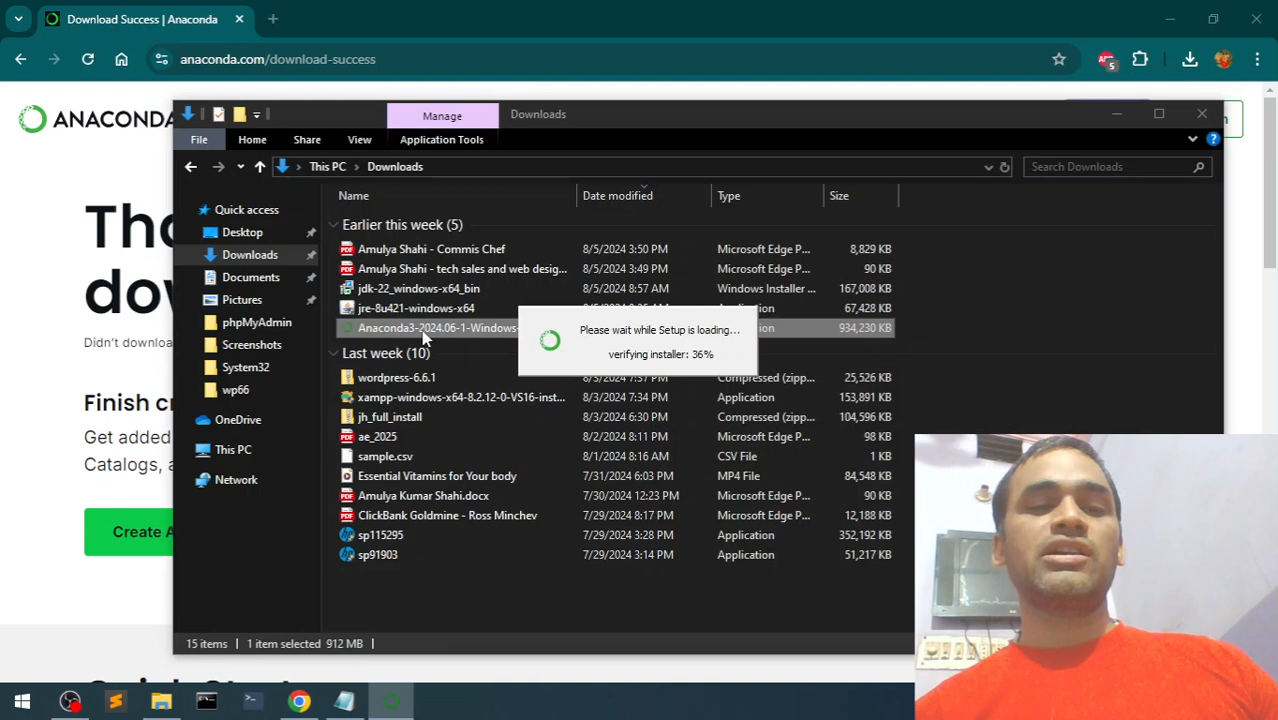 Download Success | Anaconda
anaconda.com/download-success
5
ANACONDA
Manage
Downloads
File
Home
Share
View
Application Tools
This PC
Downloads
Search Downloads
Name
Date modified
Type
Size
Quick access
Desktop
Downloads
Documents
Pictures
phpMyAdmin
Screenshots
System32
wp66
OneDrive
This PC
Network
Earlier this week (5)
Amulya Shahi - Commis Chef 8/5/2024 3:50 PM Microsoft Edge P... 8,829 KB
Amulya Shahi - tech sales and web desig... 8/5/2024 3:49 PM Microsoft Edge P... 90 KB
jdk-22_windows-x64_bin 8/5/2024 8:57 AM Windows Installer ... 167,008 KB
jre-8u421-windows-x64 67,428 KB
Anaconda3-2024.06-1-Windows- 934,230 KB
Please wait while Setup is loading...
verifying installer: 36%
Last week (10)
wordpress-6.6.1 Compressed (zipp... 25,526 KB
xampp-windows-x64-8.2.12-0-VS16-inst... 8/3/2024 7:34 PM Application 153,891 KB
jh_full_install 8/3/2024 6:30 PM Compressed (zipp... 104,596 KB
ae_2025 8/2/2024 8:11 PM Microsoft Edge P... 98 KB
sample.csv 8/1/2024 8:16 AM CSV File 1 KB
Essential Vitamins for Your body 7/31/2024 6:03 PM MP4 File 84,548 KB
Amulya Kumar Shahi.docx 7/30/2024 12:23 PM Microsoft Edge P... 90 KB
ClickBank Goldmine - Ross Minchev 7/29/2024 8:17 PM Microsoft Edge P... 12,188 KB
sp115295 7/29/2024 3:28 PM Application 352,192 KB
sp91903 7/29/2024 3:14 PM Application 51,217 KB
15 items
1 item selected 912 MB
Didn't downloa
Finish cr
Get added
Catalogs, a
Create A